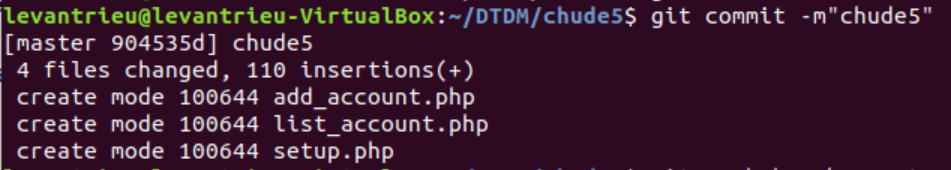 levantrieu@levantrieu-VirtualBox:~/DTDM/chude5$ git commit -m"chude5"
[master 904535d] chude5
 4 files changed, 110 insertions(+)
 create mode 100644 add_account.php
 create mode 100644 list_account.php
 create mode 100644 setup.php